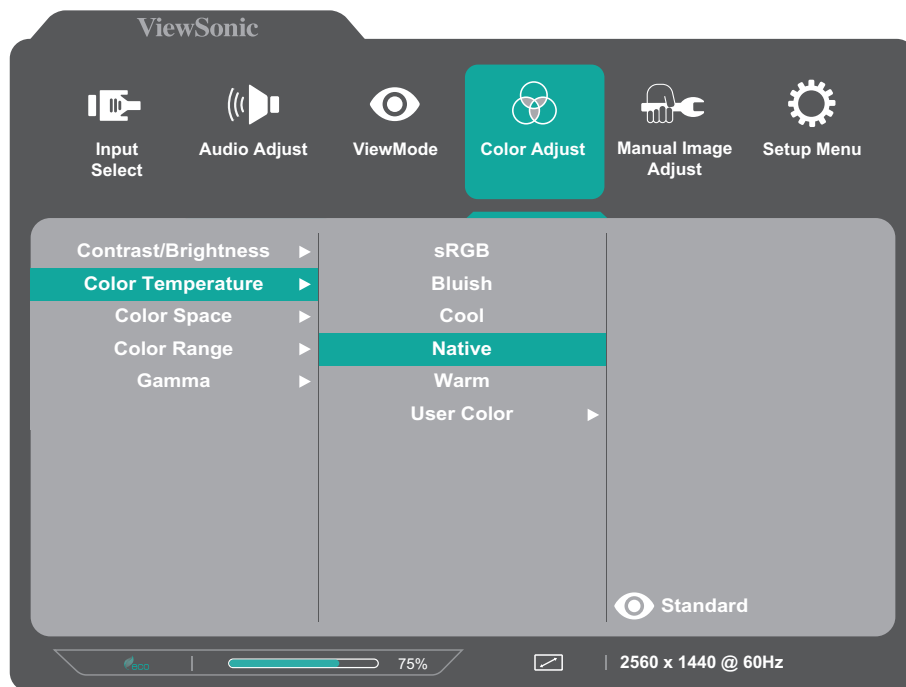 ViewSonic
Input Select
Audio Adjust
ViewMode
Color Adjust
Manual Image Adjust
Setup Menu
Contrast/Brightness
Color Temperature
Color Space
Color Range
Gamma
sRGB
Bluish
Cool
Native
Warm
User Color
Standard
eco
75%
2560 x 1440 @ 60Hz